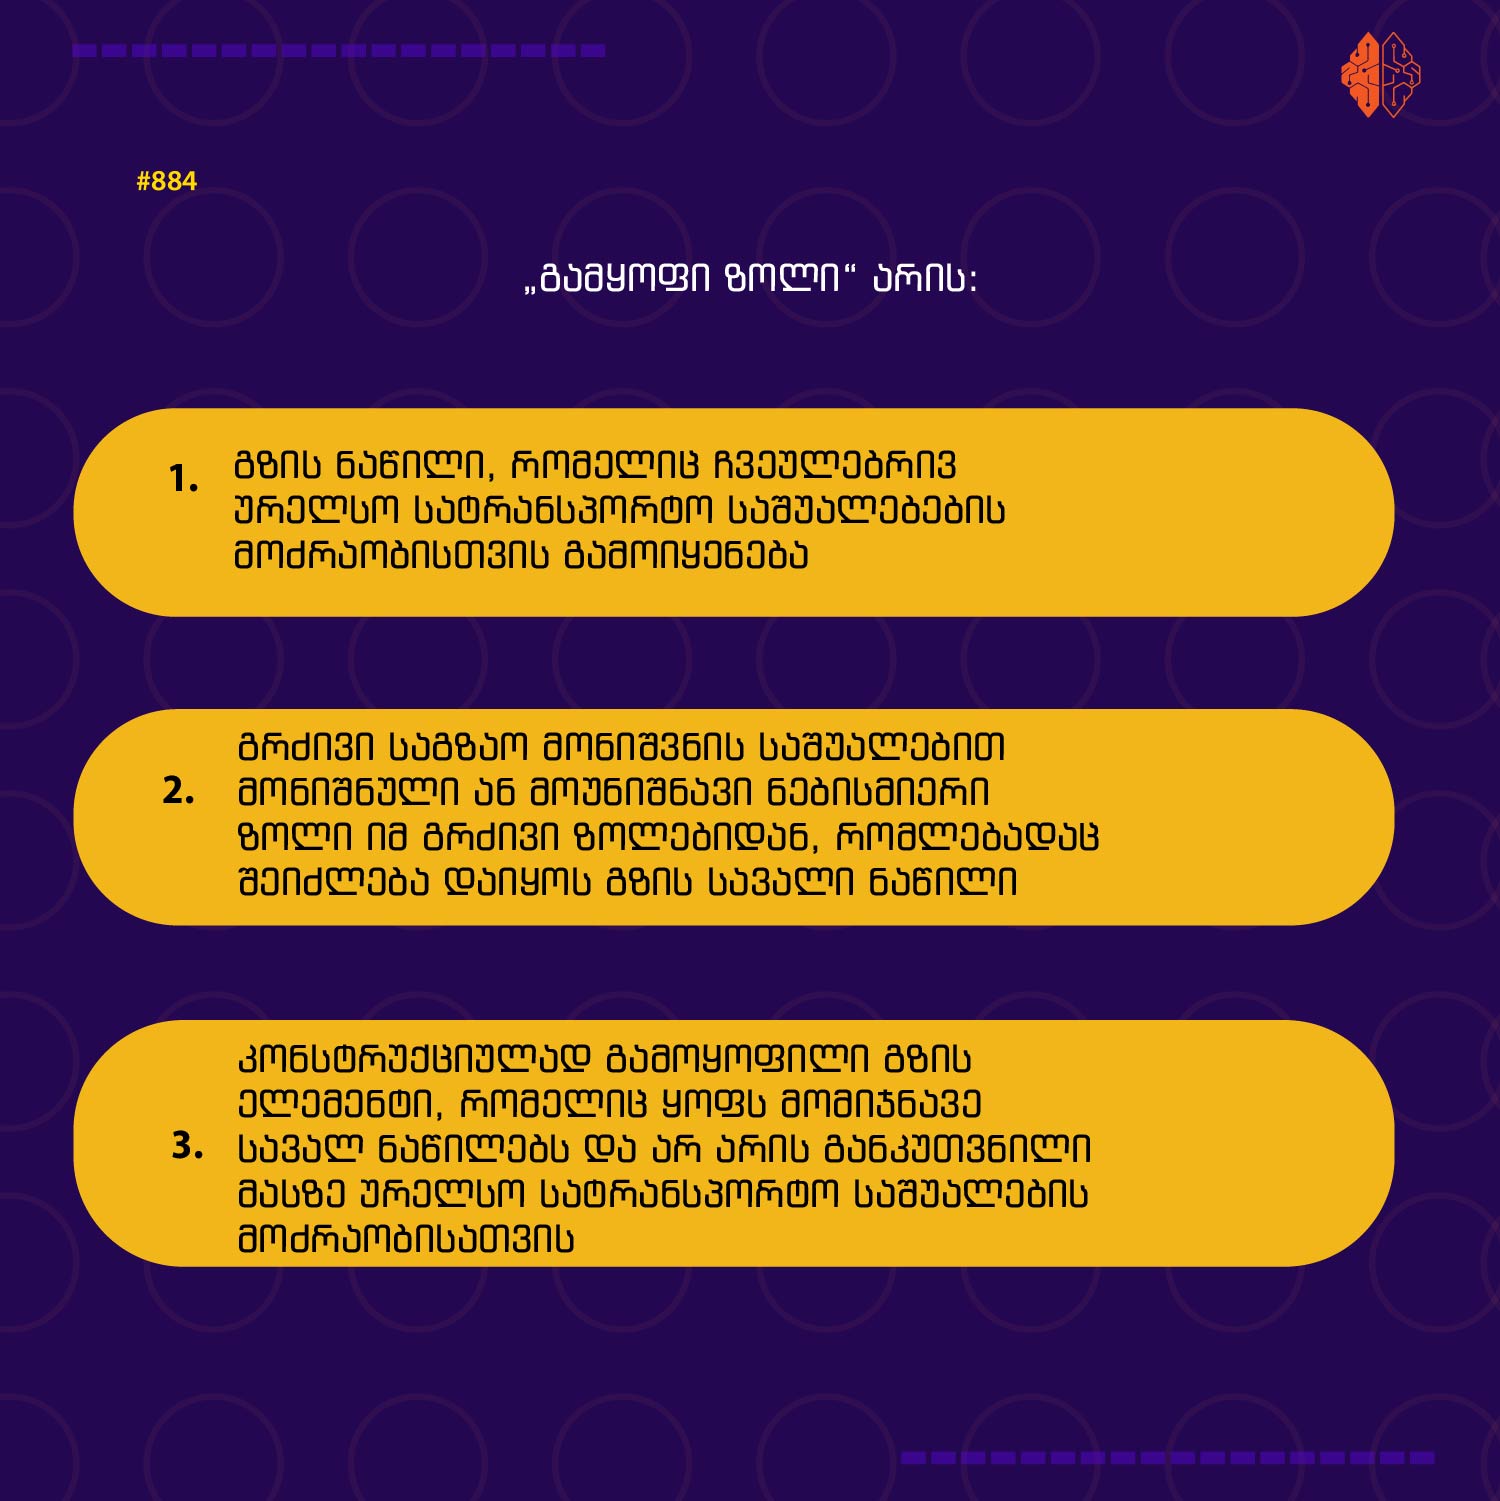 #884
„გამყოფი ზოლი“ არის:
1. გზის ნაწილი, რომელიც ჩვეულებრივ
ურელსო სატრანსპორტო საშუალებების
მოძრაობისთვის გამოიყენება
გრძივი საგზაო მონიშვნის საშუალებით
2. მონიშნული ან მოუნიშნავი ნებისმიერი
ზოლი იმ გრძივი ზოლებიდან, რომლებადაც
შეიძლება დაიყოს გზის სავალი ნაწილი
კონსტრუქციულად გამოყოფილი გზის
ელემენტი, რომელიც ყოფს მომიჯნავე
3. სავალ ნაწილებს და არ არის განკუთვნილი
მასზე ურელსო სატრანსპორტო საშუალების
მოძრაობისათვის